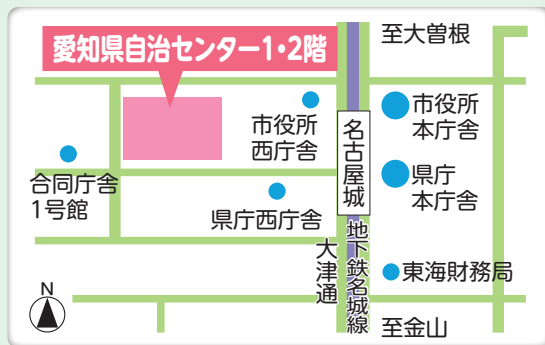 愛知県自治センター1・2階
至大曽根
市役所
西庁舎
市役所
本庁舎
名古屋城
合同庁舎
1号館
県庁
本庁舎
県庁西庁舎
大津通
地下鉄名城線
東海財務局
N
至金山